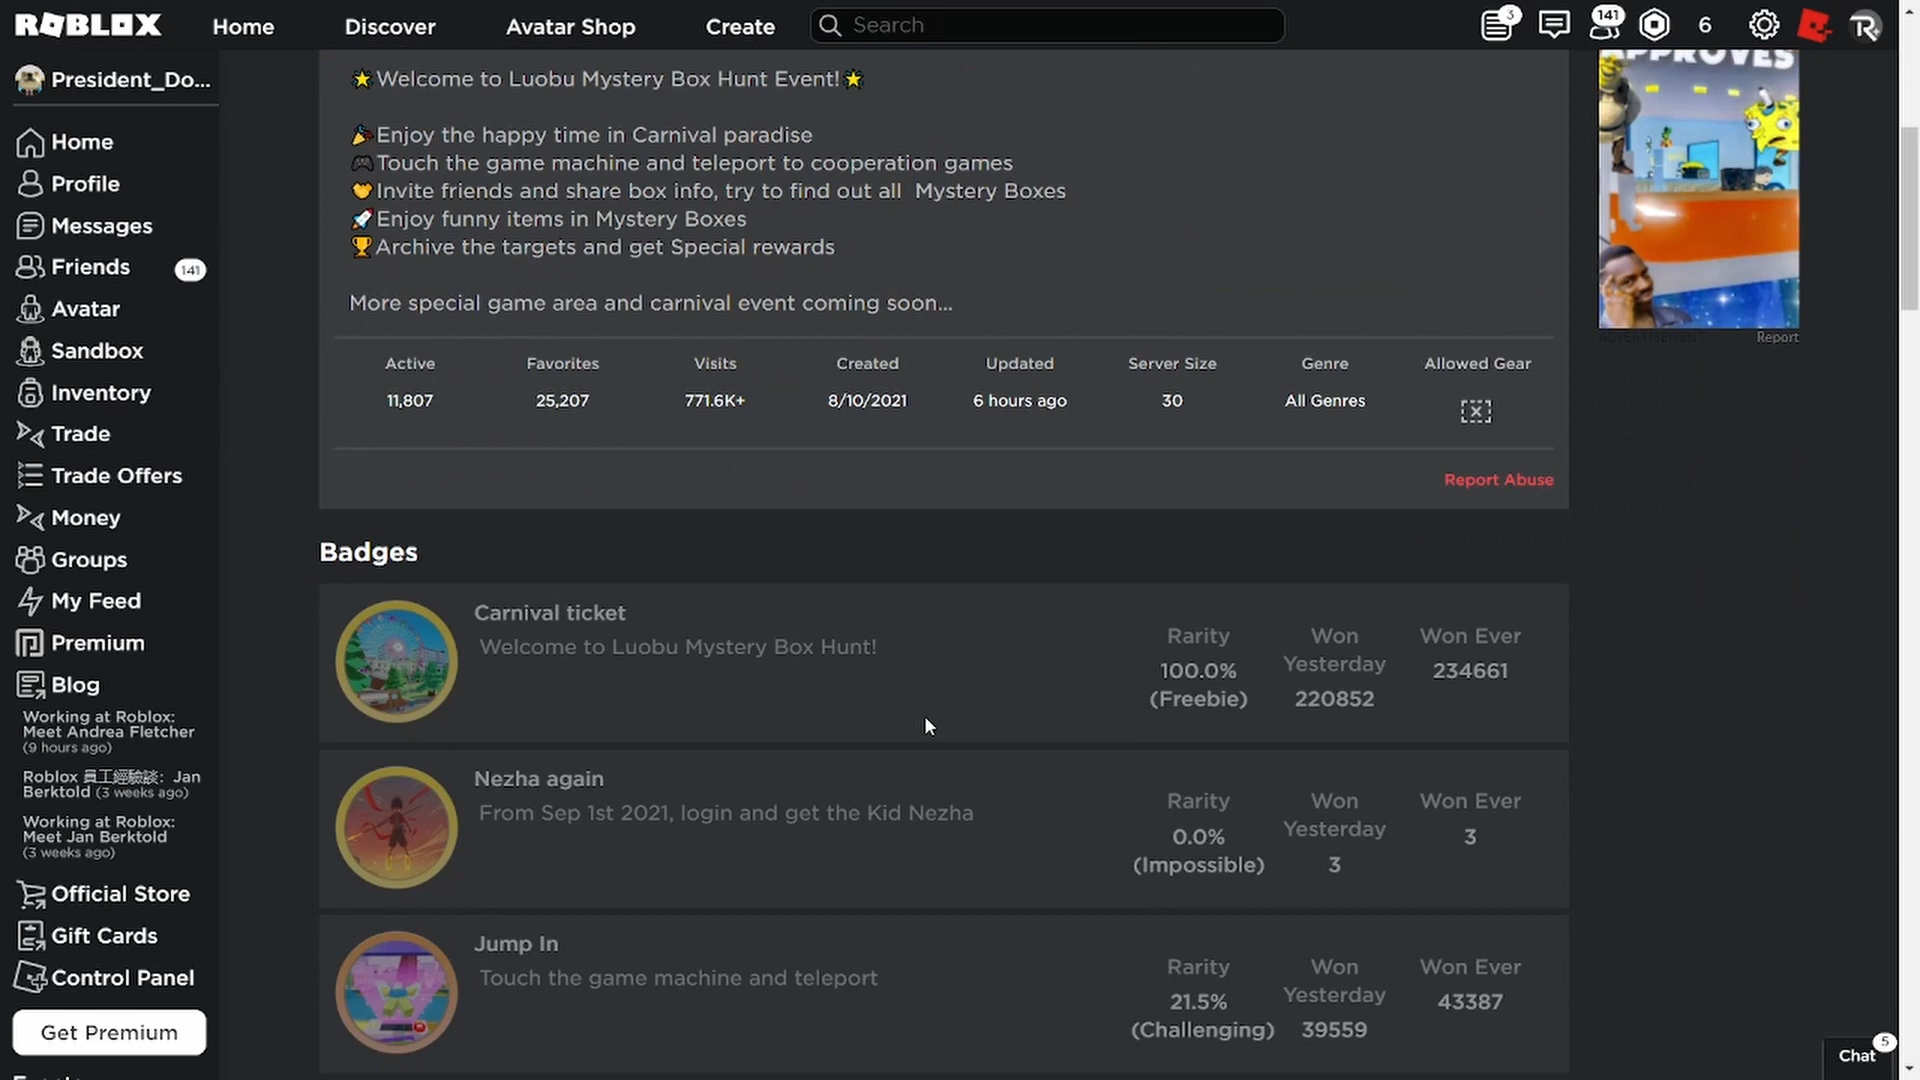 ROBLOX
Home
Discover
Avatar Shop
Create
Search
3
141
6
President_Do...
Home
Profile
Messages
Friends
141
Avatar
Sandbox
Inventory
Trade
Trade Offers
Money
Groups
My Feed
Premium
Blog
Working at Roblox:
Meet Andrea Fletcher
(9 hours ago)
Roblox 員工經驗談：Jan
Berktold (3 weeks ago)
Working at Roblox:
Meet Jan Berktold
(3 weeks ago)
Official Store
Gift Cards
Control Panel
Get Premium
Events
⭐Welcome to Luobu Mystery Box Hunt Event!⭐
🎉Enjoy the happy time in Carnival paradise
🎮Touch the game machine and teleport to cooperation games
🤝Invite friends and share box info, try to find out all Mystery Boxes
🚀Enjoy funny items in Mystery Boxes
🏆Archive the targets and get Special rewards
More special game area and carnival event coming soon...
Active Favorites Visits Created Updated Server Size Genre Allowed Gear
11,807 25,207 771.6K+ 8/10/2021 6 hours ago 30 All Genres
Report Abuse
Badges
Carnival ticket
Welcome to Luobu Mystery Box Hunt!
Rarity
100.0%
(Freebie)
Won
Yesterday
220852
Won Ever
234661
Nezha again
From Sep 1st 2021, login and get the Kid Nezha
Rarity
0.0%
(Impossible)
Won
Yesterday
3
Won Ever
3
Jump In
Touch the game machine and teleport
Rarity
21.5%
(Challenging)
Won
Yesterday
39559
Won Ever
43387
APPROVES
ADVERTISEMENT
Report
Chat
5